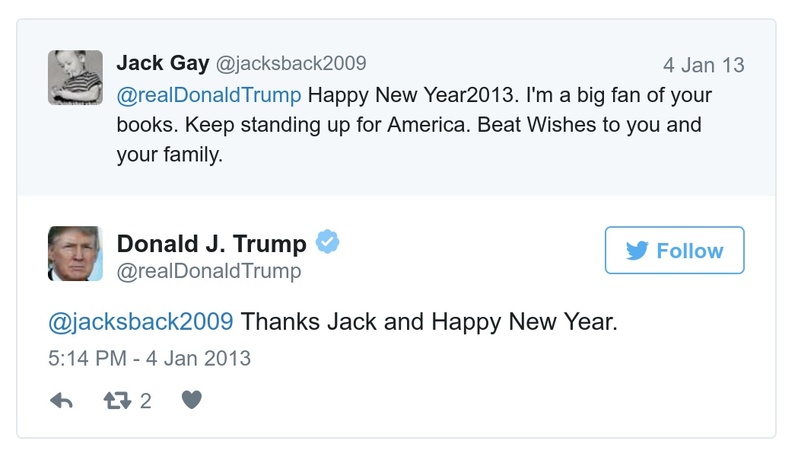 Jack Gay @jacksback2009 4 Jan 13
@realDonaldTrump Happy New Year2013. I'm a big fan of your
books. Keep standing up for America. Beat Wishes to you and
your family.
Donald J. Trump
@realDonaldTrump
Follow
@jacksback2009 Thanks Jack and Happy New Year.
5:14 PM - 4 Jan 2013
2